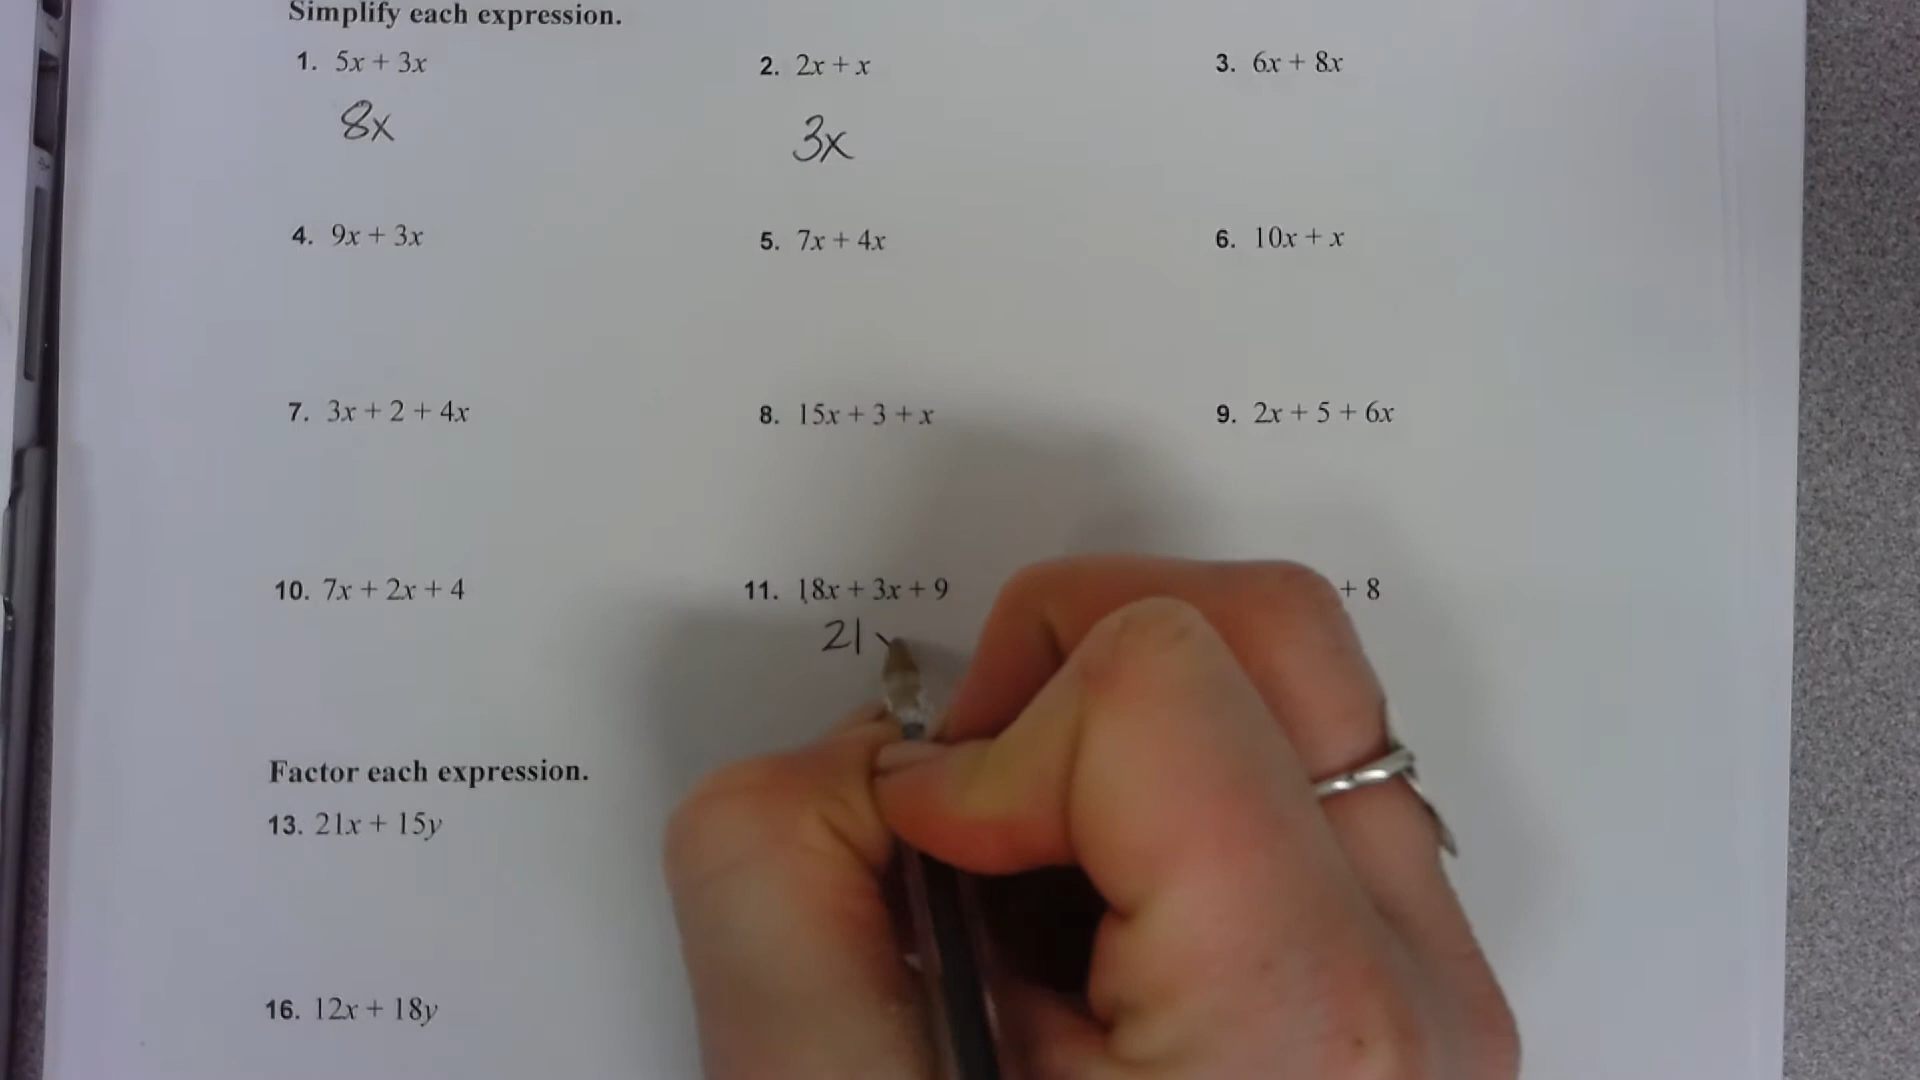 Simplify each expression.
1. 5x + 3x
2. 2x + x
3. 6x + 8x
8x
3x
4. 9x + 3x
5. 7x + 4x
6. 10x + x
7. 3x + 2 + 4x
8. 15x + 3 + x
9. 2x + 5 + 6x
10. 7x + 2x + 4
11. 18x + 3x + 9
+ 8
21
Factor each expression.
13. 21x + 15y
16. 12x + 18y